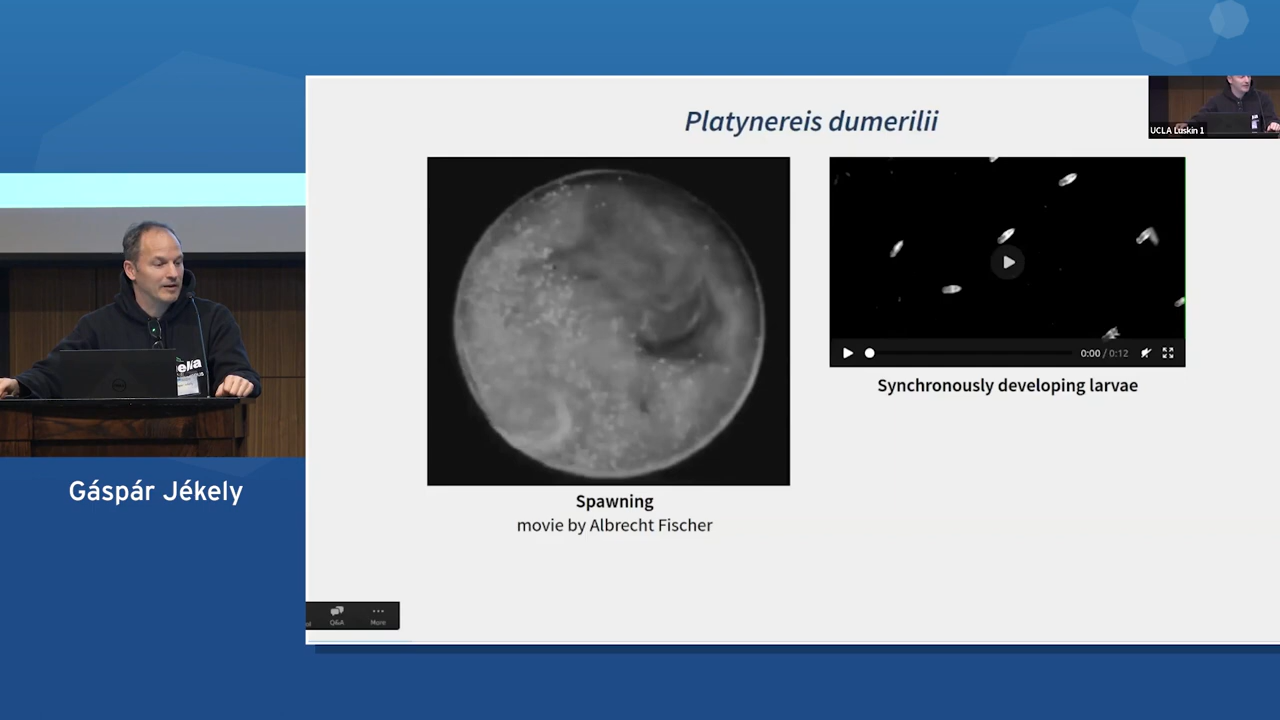 Platynereis dumerilii
UCLA Luskin 1
0:00 / 0:12
Synchronously developing larvae
Spawning
movie by Albrecht Fischer
Gáspár Jékely
Q&A
More